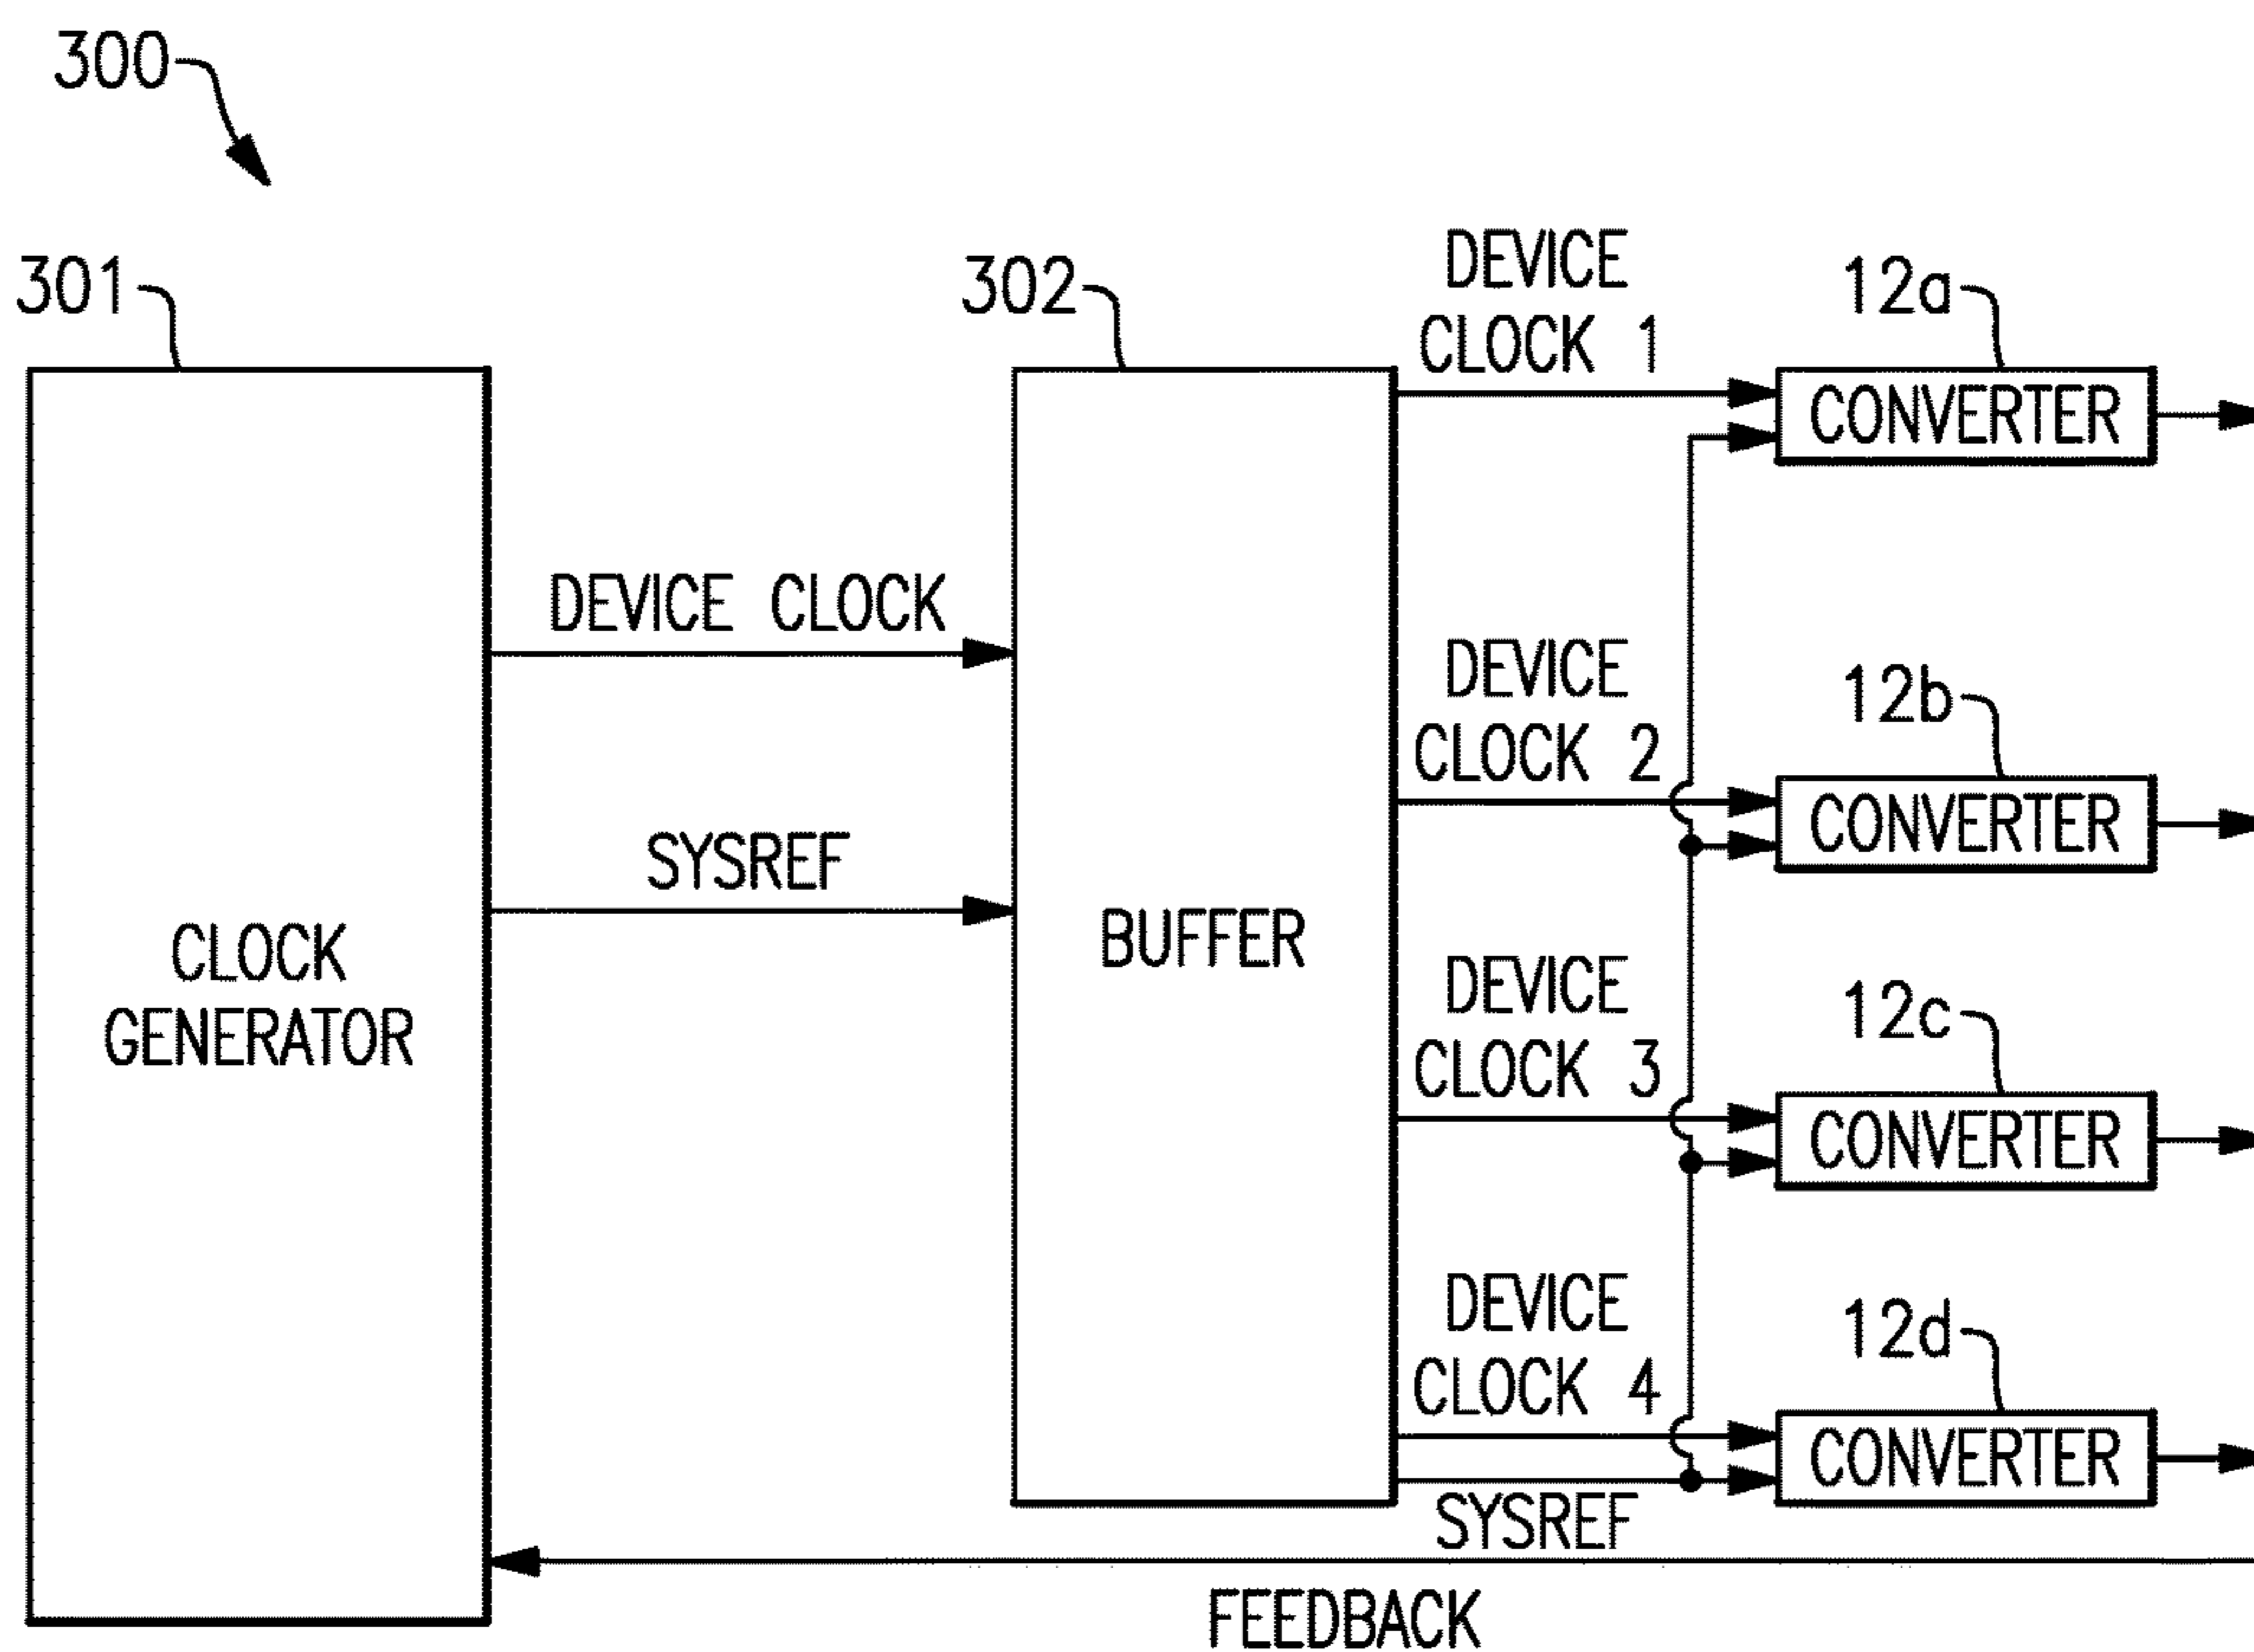 300
301
302
DEVICE
CLOCK 1
12a
CONVERTER
DEVICE CLOCK
DEVICE
CLOCK 2
12b
CONVERTER
SYSREF
CLOCK
GENERATOR
BUFFER
DEVICE
CLOCK 3
12c
CONVERTER
DEVICE
CLOCK 4
12d
CONVERTER
SYSREF
FEEDBACK